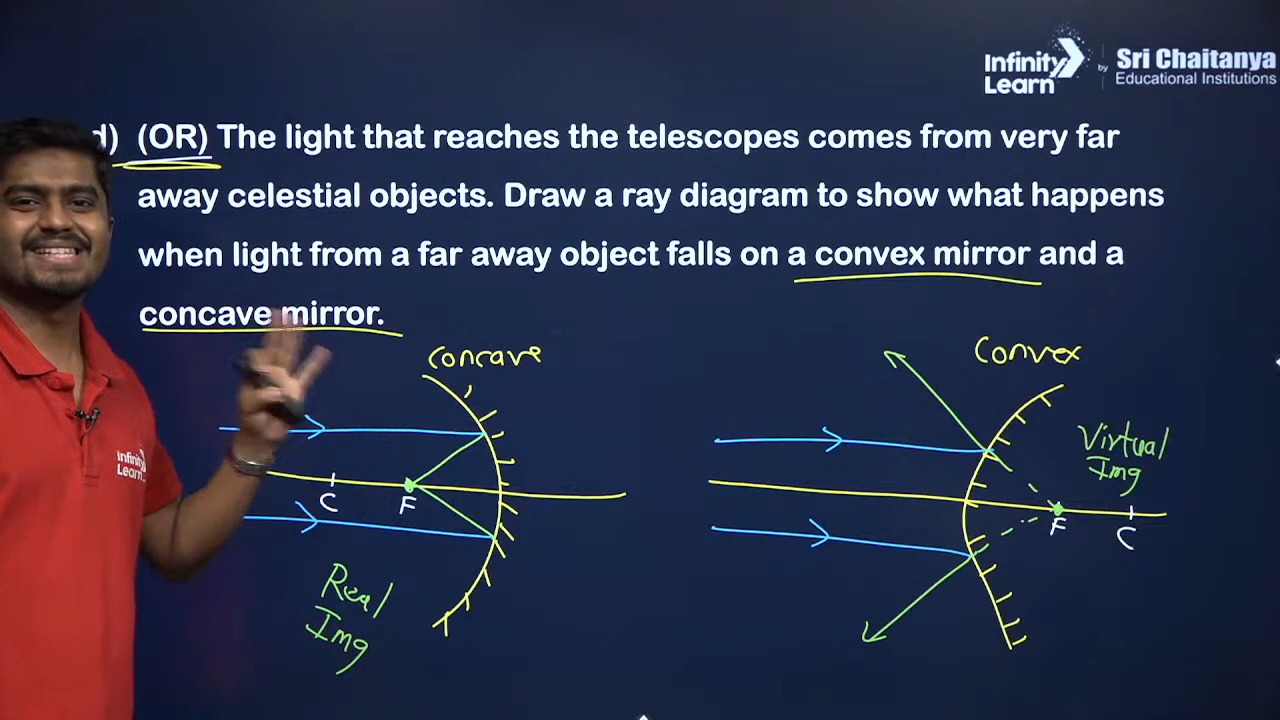 Infinity Learn by Sri Chaitanya Educational Institutions
d) (OR) The light that reaches the telescopes comes from very far
away celestial objects. Draw a ray diagram to show what happens
when light from a far away object falls on a convex mirror and a
concave mirror.
Concave
C
F
Real
Img
Convex
Virtual
Img
F
C
Infinity
Learn